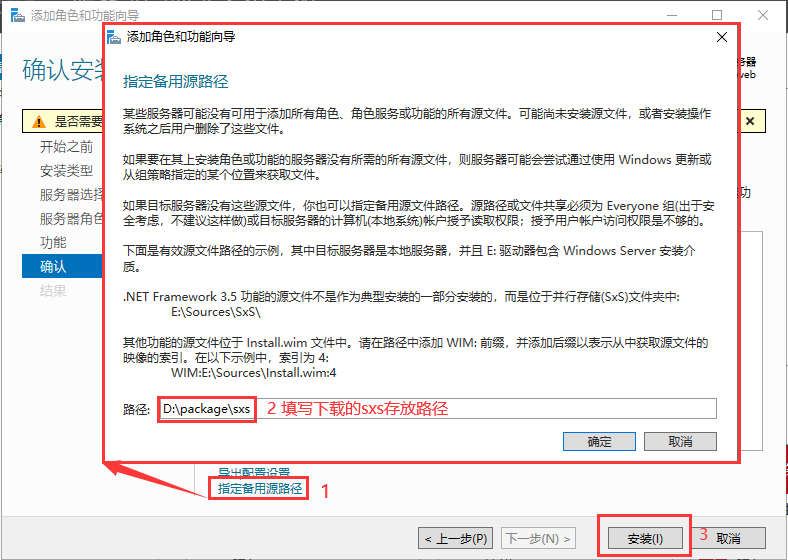 添加角色和功能向导
确认安装
服务器
web
是否需要
开始之前
安装类型
服务器选择
服务器角色
功能
确认
结果
添加角色和功能向导
指定备用源路径
某些服务器可能没有可用于添加所有角色、角色服务或功能的所有源文件。可能尚未安装源文件，或者安装操作
系统之后用户删除了这些文件。
如果要在其上安装角色或功能的服务器没有所需的所有源文件，则服务器可能会尝试通过使用 Windows 更新或
从组策略指定的某个位置来获取文件。
如果目标服务器没有这些源文件，你也可以指定备用源文件路径。源路径或文件共享必须为 Everyone 组(出于安
全考虑，不建议这样做)或目标服务器的计算机(本地系统)帐户授予读取权限；授予用户帐户访问权限是不够的。
下面是有效源文件路径的示例，其中目标服务器是本地服务器，并且 E: 驱动器包含 Windows Server 安装介
质。
.NET Framework 3.5 功能的源文件不是作为典型安装的一部分安装的，而是位于并行存储(SxS)文件夹中:
E:\Sources\SxS\
其他功能的源文件位于 Install.wim 文件中。请在路径中添加 WIM: 前缀，并添加后缀以表示从中获取源文件的
映像的索引。在以下示例中，索引为 4:
WIM:E:\Sources\Install.wim:4
路径: D:\package\sxs 2 填写下载的sxs存放路径
确定 取消
导出配置设置
指定备用源路径 1
< 上一步(P) 下一步(N) > 安装(I) 3 取消